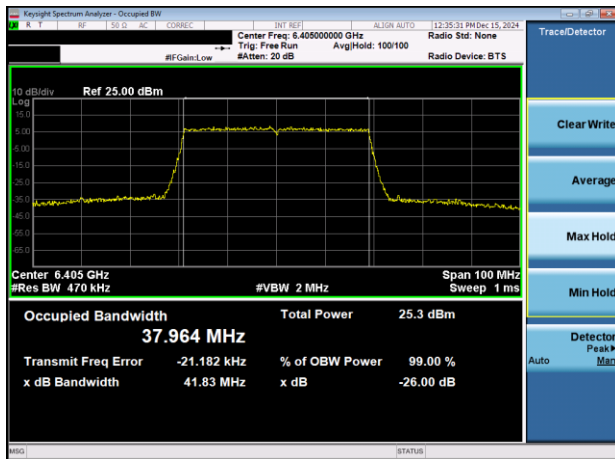 Keysight Spectrum Analyzer - Occupied BW
LXI R T RF 50 Ω AC CORREC INT REF ALIGN AUTO 12:35:31 PM Dec 15, 2024
Center Freq: 6.405000000 GHz Radio Std: None
Trig: Free Run Avg|Hold: 100/100
#IFGain:Low #Atten: 20 dB Radio Device: BTS
Trace/Detector
10 dB/div Ref 25.00 dBm
Log
15.0
5.00
-5.00
-15.0
-25.0
-35.0
-45.0
-55.0
-65.0
Center 6.405 GHz Span 100 MHz
#Res BW 470 kHz #VBW 2 MHz Sweep 1 ms
Occupied Bandwidth Total Power 25.3 dBm
37.964 MHz
Transmit Freq Error -21.182 kHz % of OBW Power 99.00 %
x dB Bandwidth 41.83 MHz x dB -26.00 dB
Clear Write
Average
Max Hold
Min Hold
Detector
Peak
Auto Man
MSG STATUS